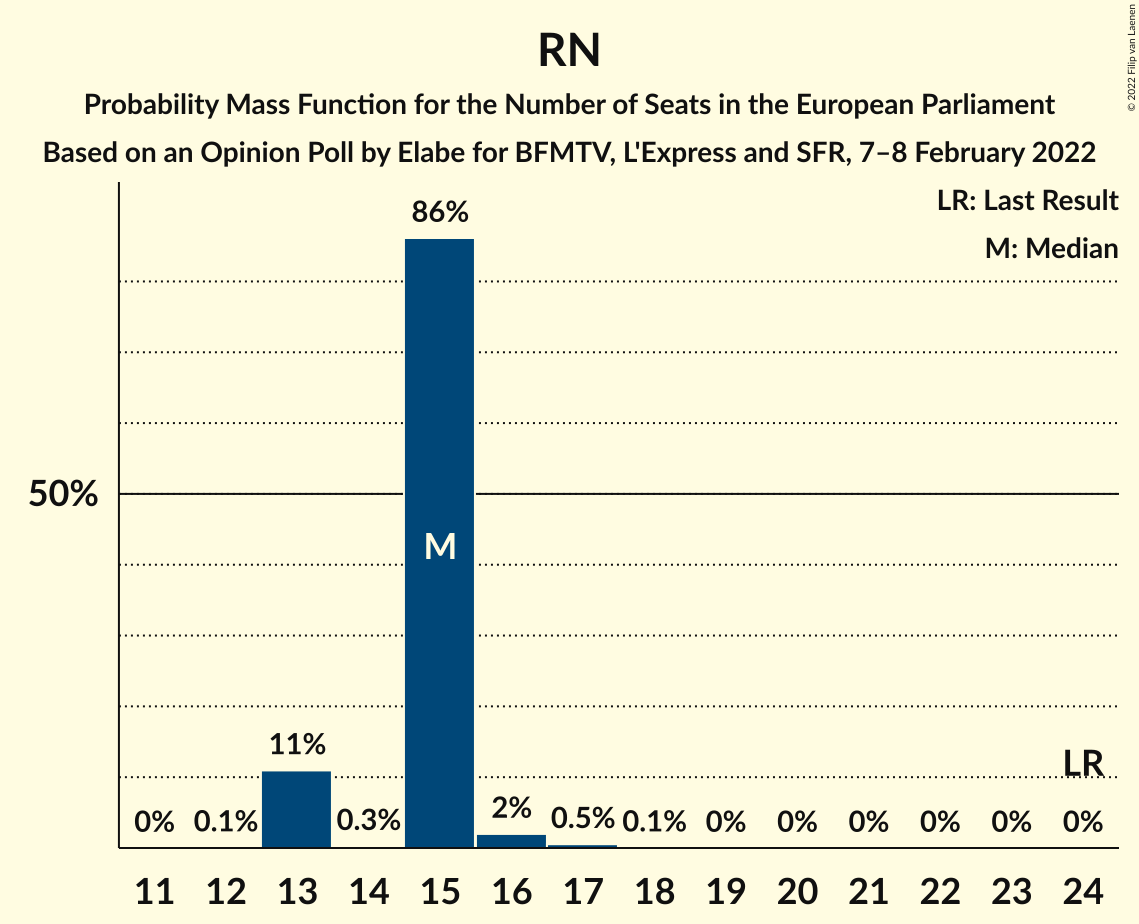 RN
Probability Mass Function for the Number of Seats in the European Parliament
Based on an Opinion Poll by Elabe for BFMTV, L'Express and SFR, 7–8 February 2022
© 2022 Filip van Laenen
LR: Last Result
M: Median
86%
50%
M
11%
LR
0% 0.1% 0.3% 2% 0.5% 0.1% 0% 0% 0% 0% 0% 0%
11 12 13 14 15 16 17 18 19 20 21 22 23 24